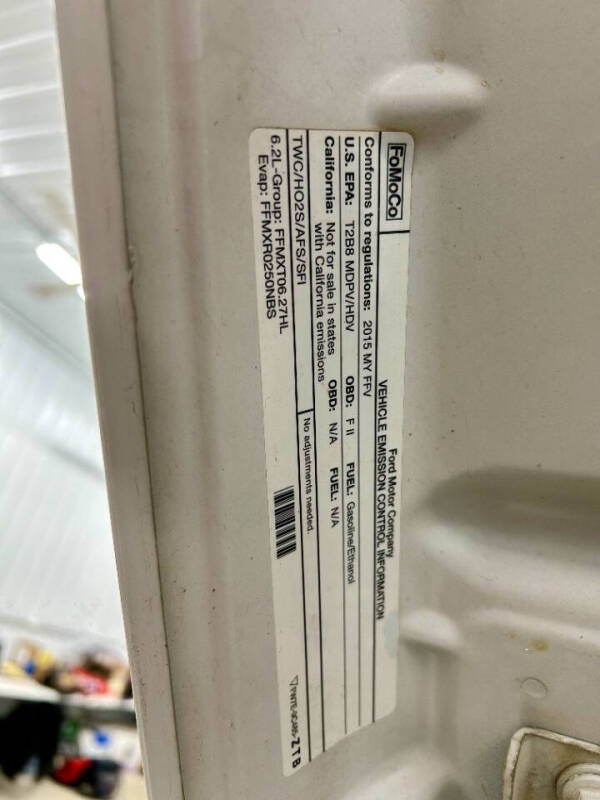 FoMoCo
Ford Motor Company
VEHICLE EMISSION CONTROL INFORMATION
Conforms to regulations: 2015 MY FFV
U.S. EPA: T2B8 MDPV/HDV OBD: F II FUEL: Gasoline/Ethanol
California: Not for sale in states with California emissions OBD: N/A FUEL: N/A
TWC/HO2S/AFS/SFI
No adjustments needed.
6.2L-Group: FFMXT06.27HL
Evap: FFMXR0250NBS
ZTB